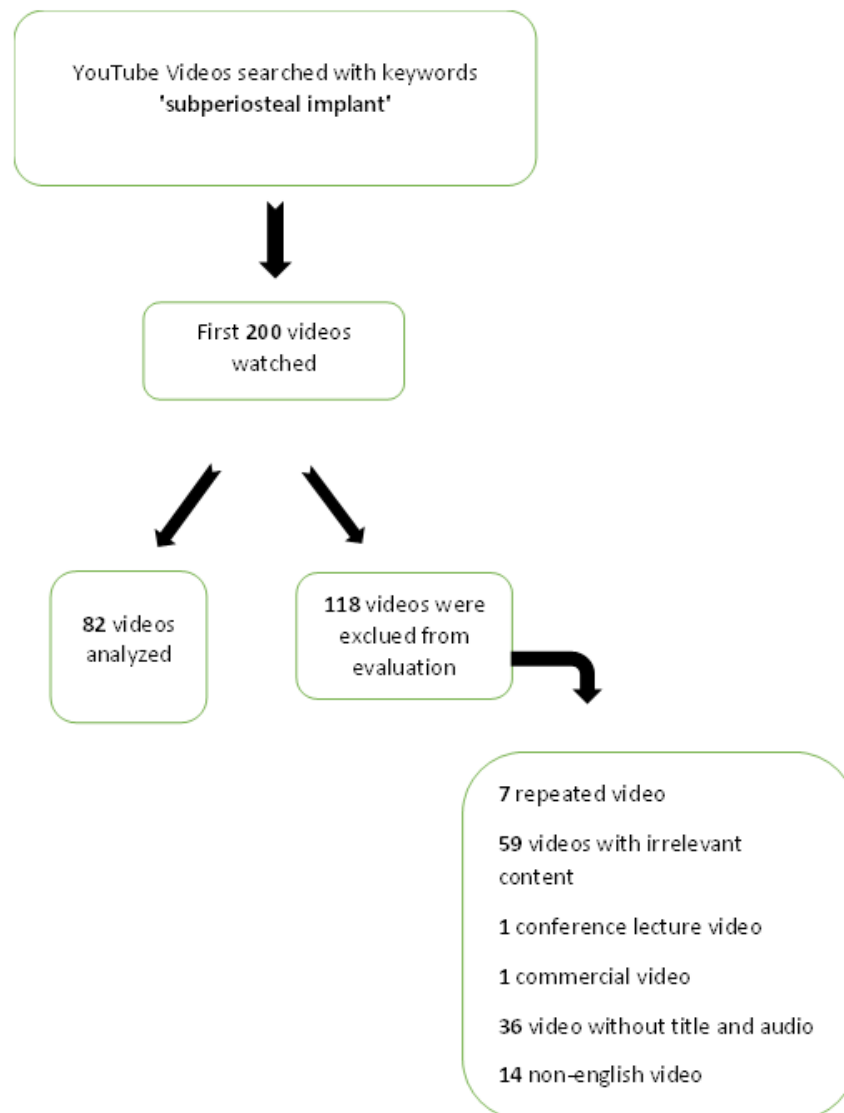 YouTube Videos searched with keywords
'subperiosteal implant'
First 200 videos
watched
82 videos
analyzed
118 videos were
exclued from
evaluation
7 repeated video
59 videos with irrelevant
content
1 conference lecture video
1 commercial video
36 video without title and audio
14 non-english video